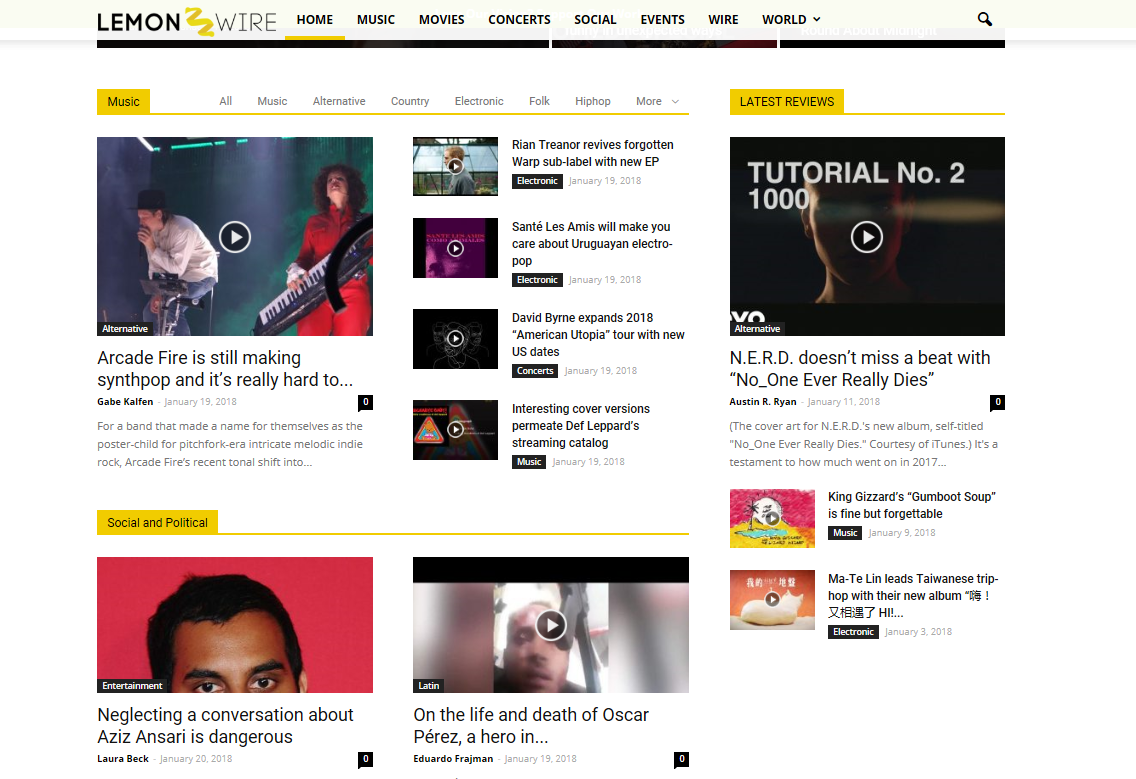 LEMON WIRE
HOME MUSIC MOVIES CONCERTS SOCIAL EVENTS WIRE WORLD
Round About Midnight
Music
All Music Alternative Country Electronic Folk Hiphop More
LATEST REVIEWS
Alternative
Arcade Fire is still making
synthpop and it’s really hard to...
Gabe Kalfen - January 19, 2018
0
For a band that made a name for themselves as the
poster-child for pitchfork-era intricate melodic indie
rock, Arcade Fire’s recent tonal shift into...
Rian Treanor revives forgotten
Warp sub-label with new EP
Electronic January 19, 2018
SANTÉ LES AMIS
Santé Les Amis will make you
care about Uruguayan electro-
pop
Electronic January 19, 2018
David Byrne expands 2018
“American Utopia” tour with new
US dates
Concerts January 19, 2018
Interesting cover versions
permeate Def Leppard’s
streaming catalog
Music January 19, 2018
TUTORIAL No. 2
1000
Alternative
N.E.R.D. doesn’t miss a beat with
“No_One Ever Really Dies”
Austin R. Ryan - January 11, 2018
0
(The cover art for N.E.R.D.'s new album, self-titled
"No_One Ever Really Dies." Courtesy of iTunes.) It's a
testament to how much went on in 2017...
King Gizzard’s “Gumboot Soup”
is fine but forgettable
Music January 9, 2018
Ma-Te Lin leads Taiwanese trip-
hop with their new album “嗨！
又相遇了 HI!...
Electronic January 3, 2018
Social and Political
Entertainment
Neglecting a conversation about
Aziz Ansari is dangerous
Laura Beck - January 20, 2018
0
Latin
On the life and death of Oscar
Pérez, a hero in...
Eduardo Frajman - January 19, 2018
0